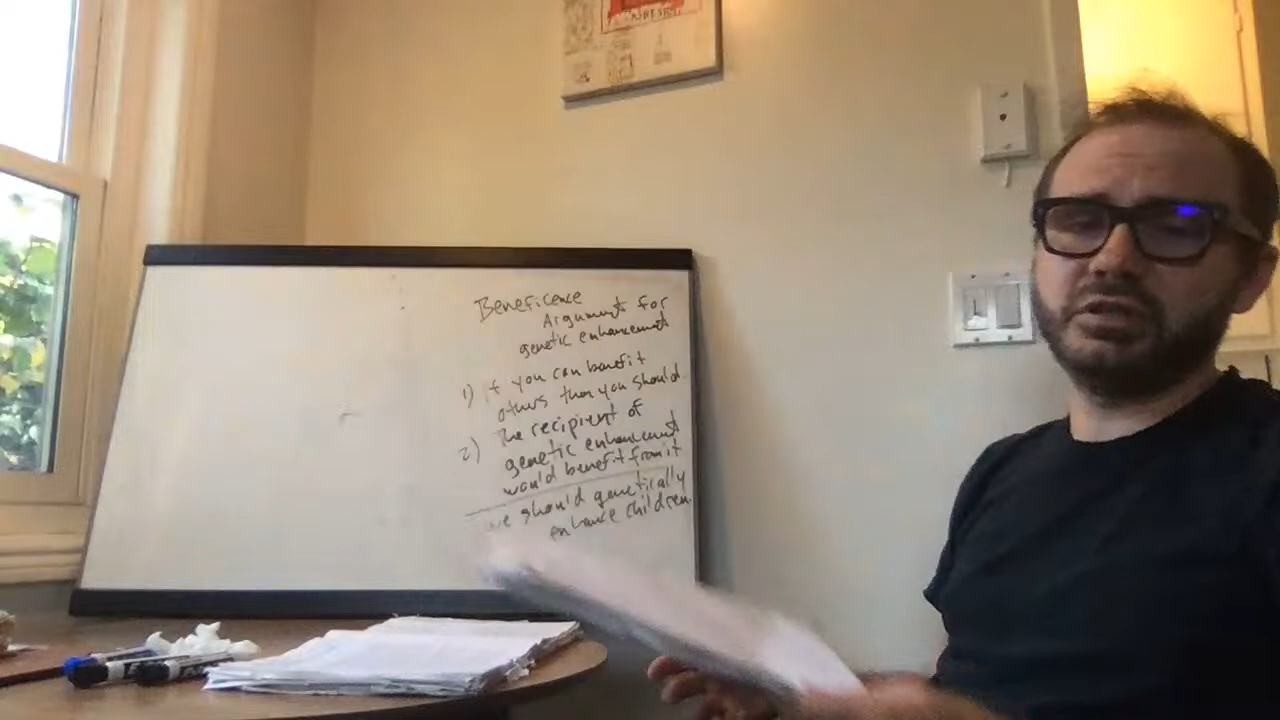 Beneficence
Arguments for
genetic enhancement
1) If you can benefit
others then you should
2) The recipient of
genetic enhancement
would benefit from it
we should genetically
enhance children.